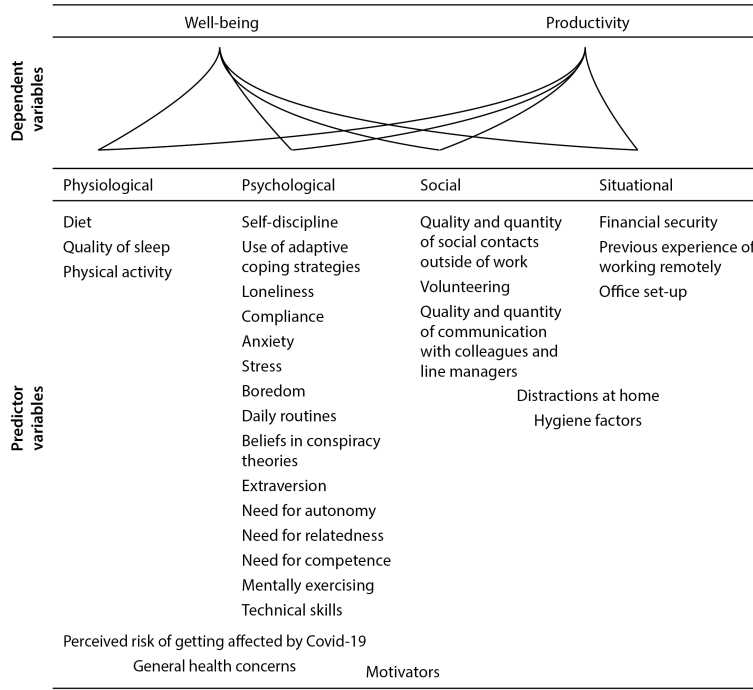 Well-being
Productivity
Dependent
variables
Physiological
Psychological
Social
Situational
Diet
Quality of sleep
Physical activity
Self-discipline
Use of adaptive
coping strategies
Loneliness
Compliance
Anxiety
Stress
Boredom
Daily routines
Beliefs in conspiracy
theories
Extraversion
Need for autonomy
Need for relatedness
Need for competence
Mentally exercising
Technical skills
Quality and quantity
of social contacts
outside of work
Volunteering
Quality and quantity
of communication
with colleagues and
line managers
Financial security
Previous experience of
working remotely
Office set-up
Distractions at home
Hygiene factors
Predictor
variables
Perceived risk of getting affected by Covid-19
General health concerns
Motivators